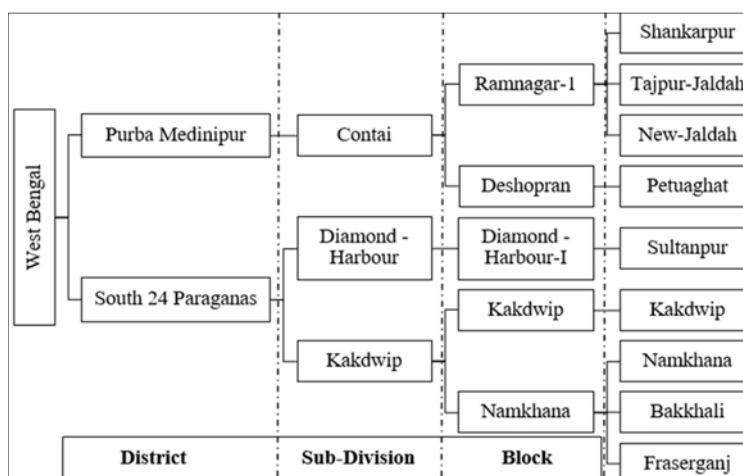 West Bengal
Purba Medinipur
South 24 Paraganas
Contai
Diamond -
Harbour
Kakdwip
Ramnagar-1
Deshopran
Diamond -
Harbour-I
Kakdwip
Namkhana
Shankarpur
Tajpur-Jaldah
New-Jaldah
Petuaghat
Sultanpur
Kakdwip
Namkhana
Bakkhali
Fraserganj
District
Sub-Division
Block